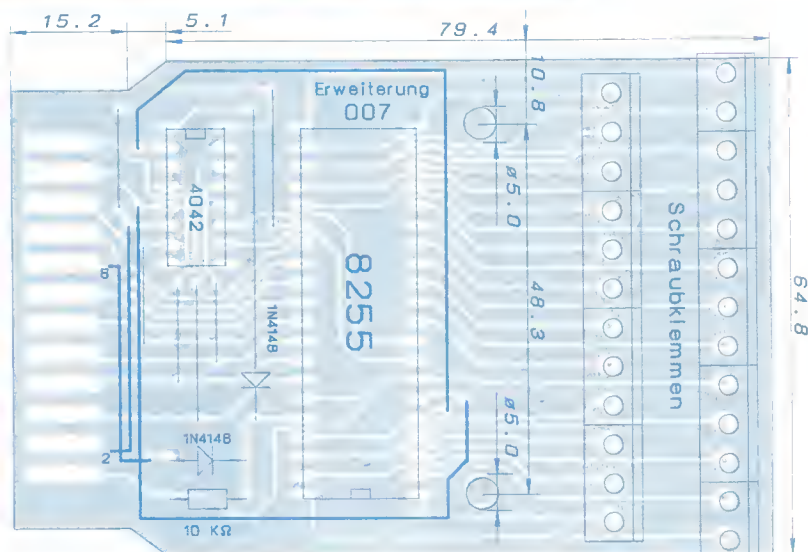 15.2
5.1
79.4
10.8
Erweiterung
007
ø5.0
4042
8255
8
1N4148
48.3
Schraubklemmen
64.8
ø5.0
2
1N4148
10 KΩ